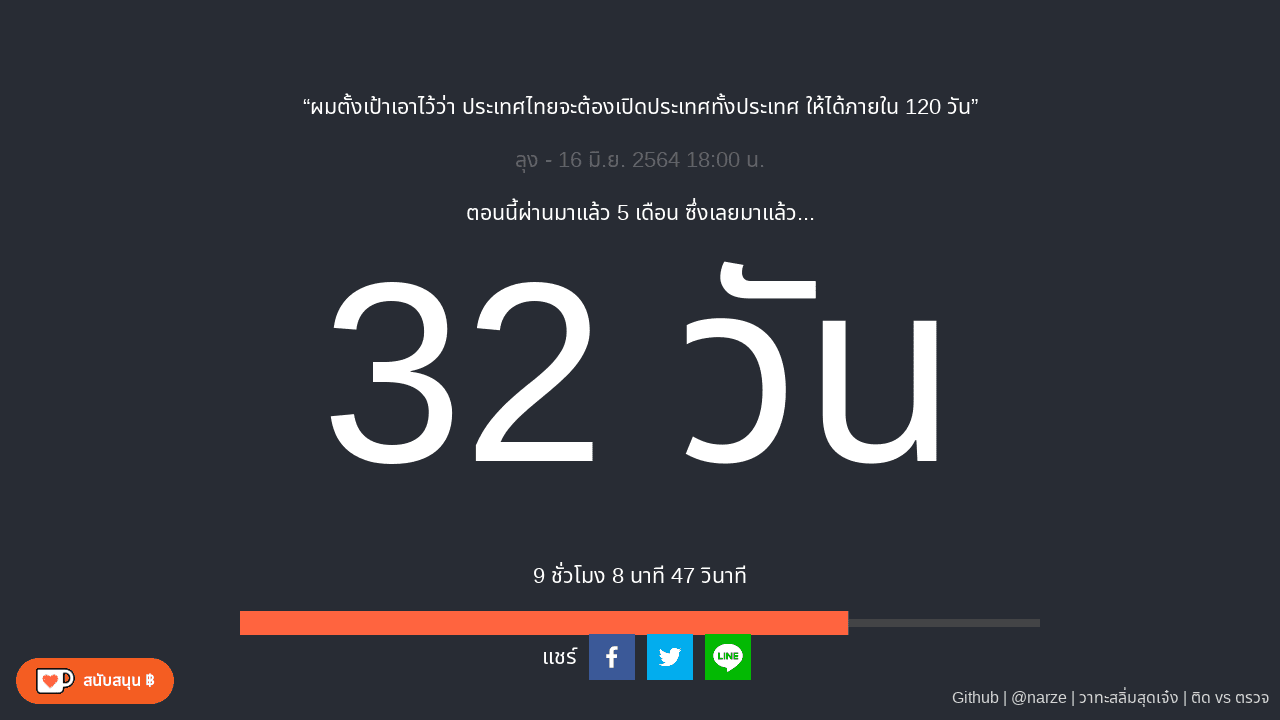 “ผมตั้งเป้าเอาไว้ว่า ประเทศไทยจะต้องเปิดประเทศทั้งประเทศ ให้ได้ภายใน 120 วัน”
ลุง - 16 มิ.ย. 2564 18:00 น.
ตอนนี้ผ่านมาแล้ว 5 เดือน ซึ่งเลยมาแล้ว...
32 วัน
9 ชั่วโมง 8 นาที 47 วินาที
แชร์
LINE
สนับสนุน ฿
Github | @narze | วาทะสลิ่มสุดเจ๋ง | ติด vs ตรวจ